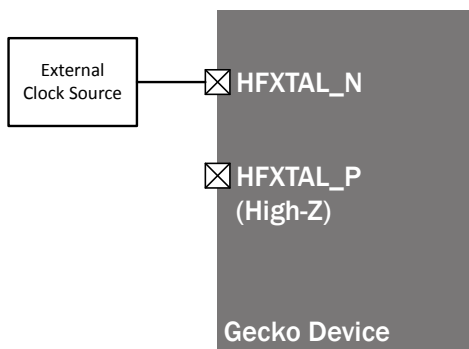 External
Clock Source
HFXTAL_N
HFXTAL_P
(High-Z)
Gecko Device